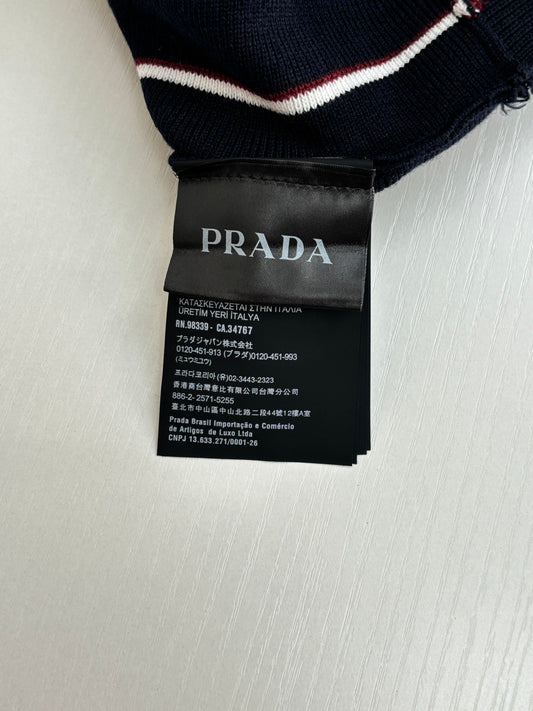 PRADA
ΚΑΤΑΣΚΕΥΑΖΕΤΑΙ ΣΤΗΝ ΙΤΑΛΙΑ
ÜRETİM YERİ İTALYA
RN.98339 - CA.34767
プラダジャパン株式会社
0120-451-913 (プラダ)0120-451-993
(ミュウミュウ)
프라다코리아(유)02-3443-2323
香港商台灣意比有限公司台灣分公司
886-2- 2571-5255
臺北市中山區中山北路二段44號12樓A室
Prada Brasil Importação e Comércio
de Artigos de Luxo Ltda
CNPJ 13.633.271/0001-26